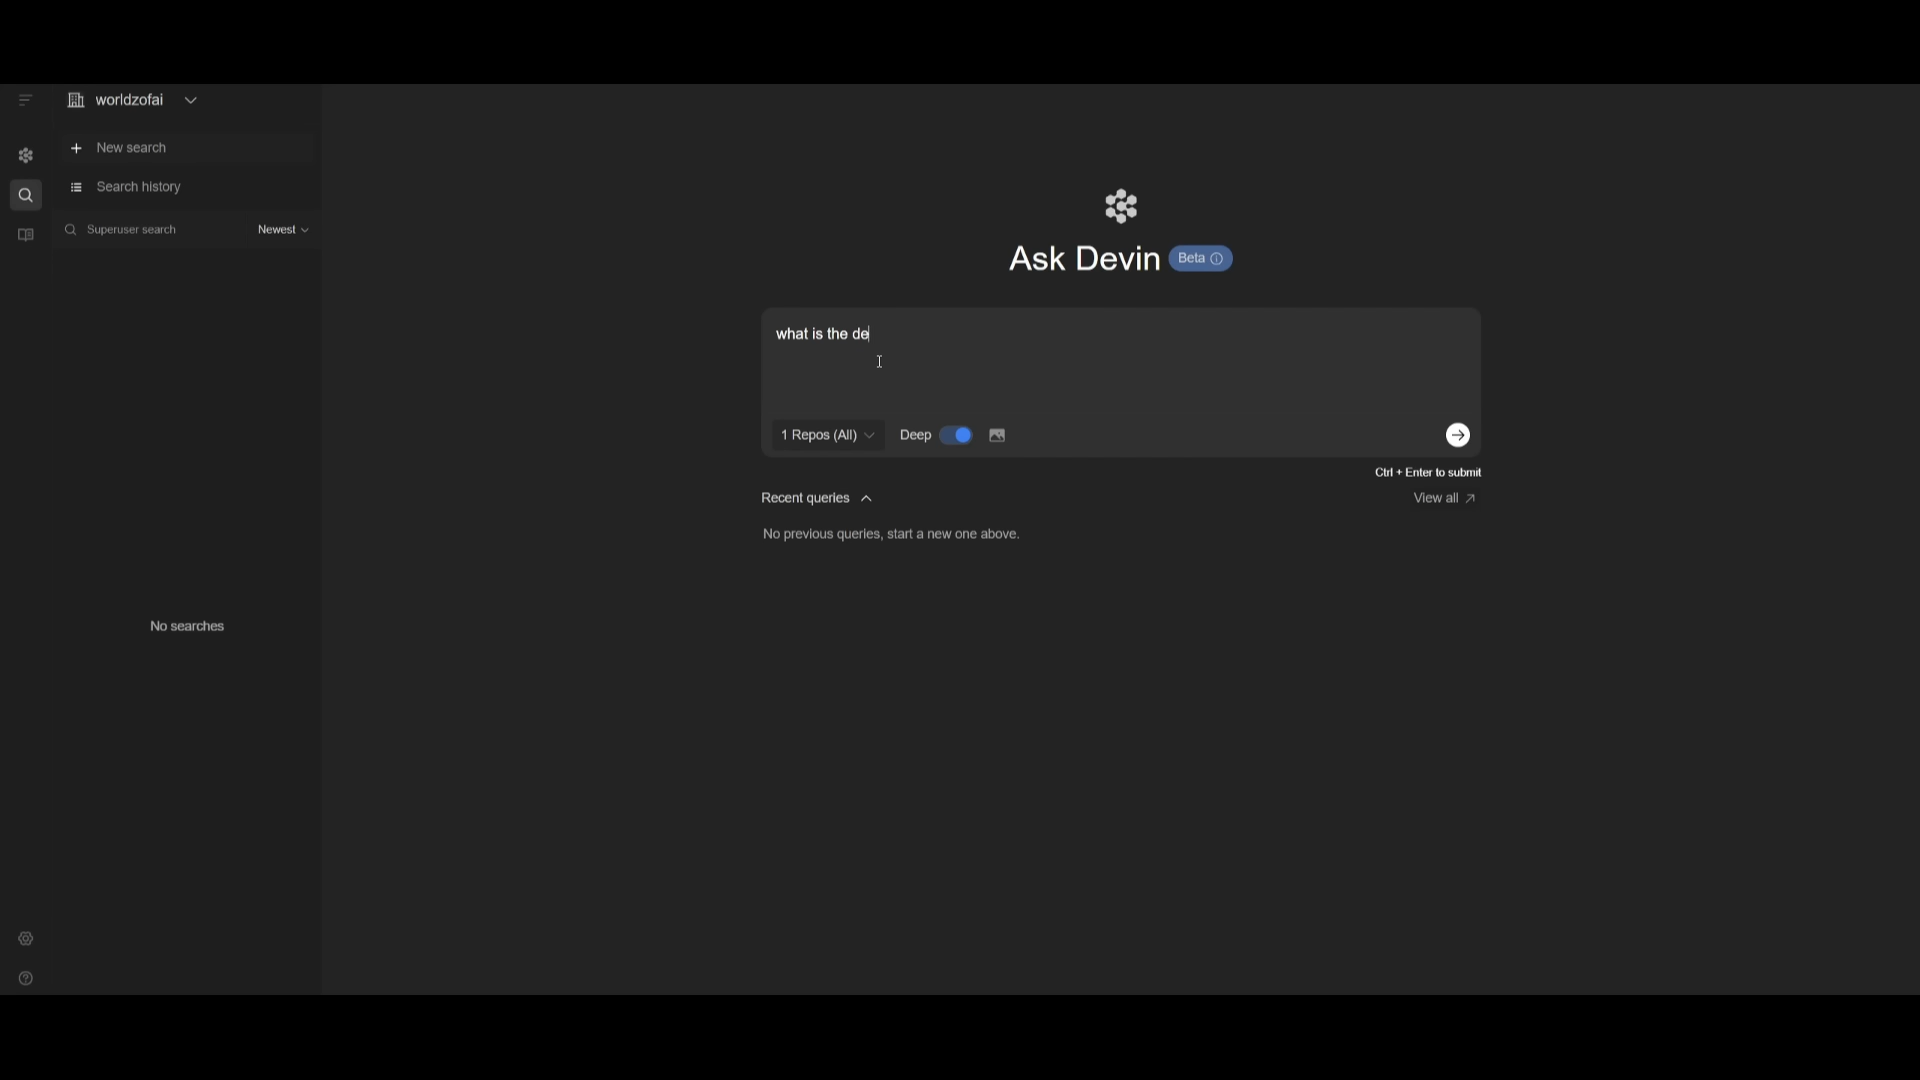 worldzofai
New search
Search history
Superuser search
Newest
No searches
Ask Devin
Beta
what is the de
1 Repos (All)
Deep
Ctrl + Enter to submit
Recent queries
View all
No previous queries, start a new one above.